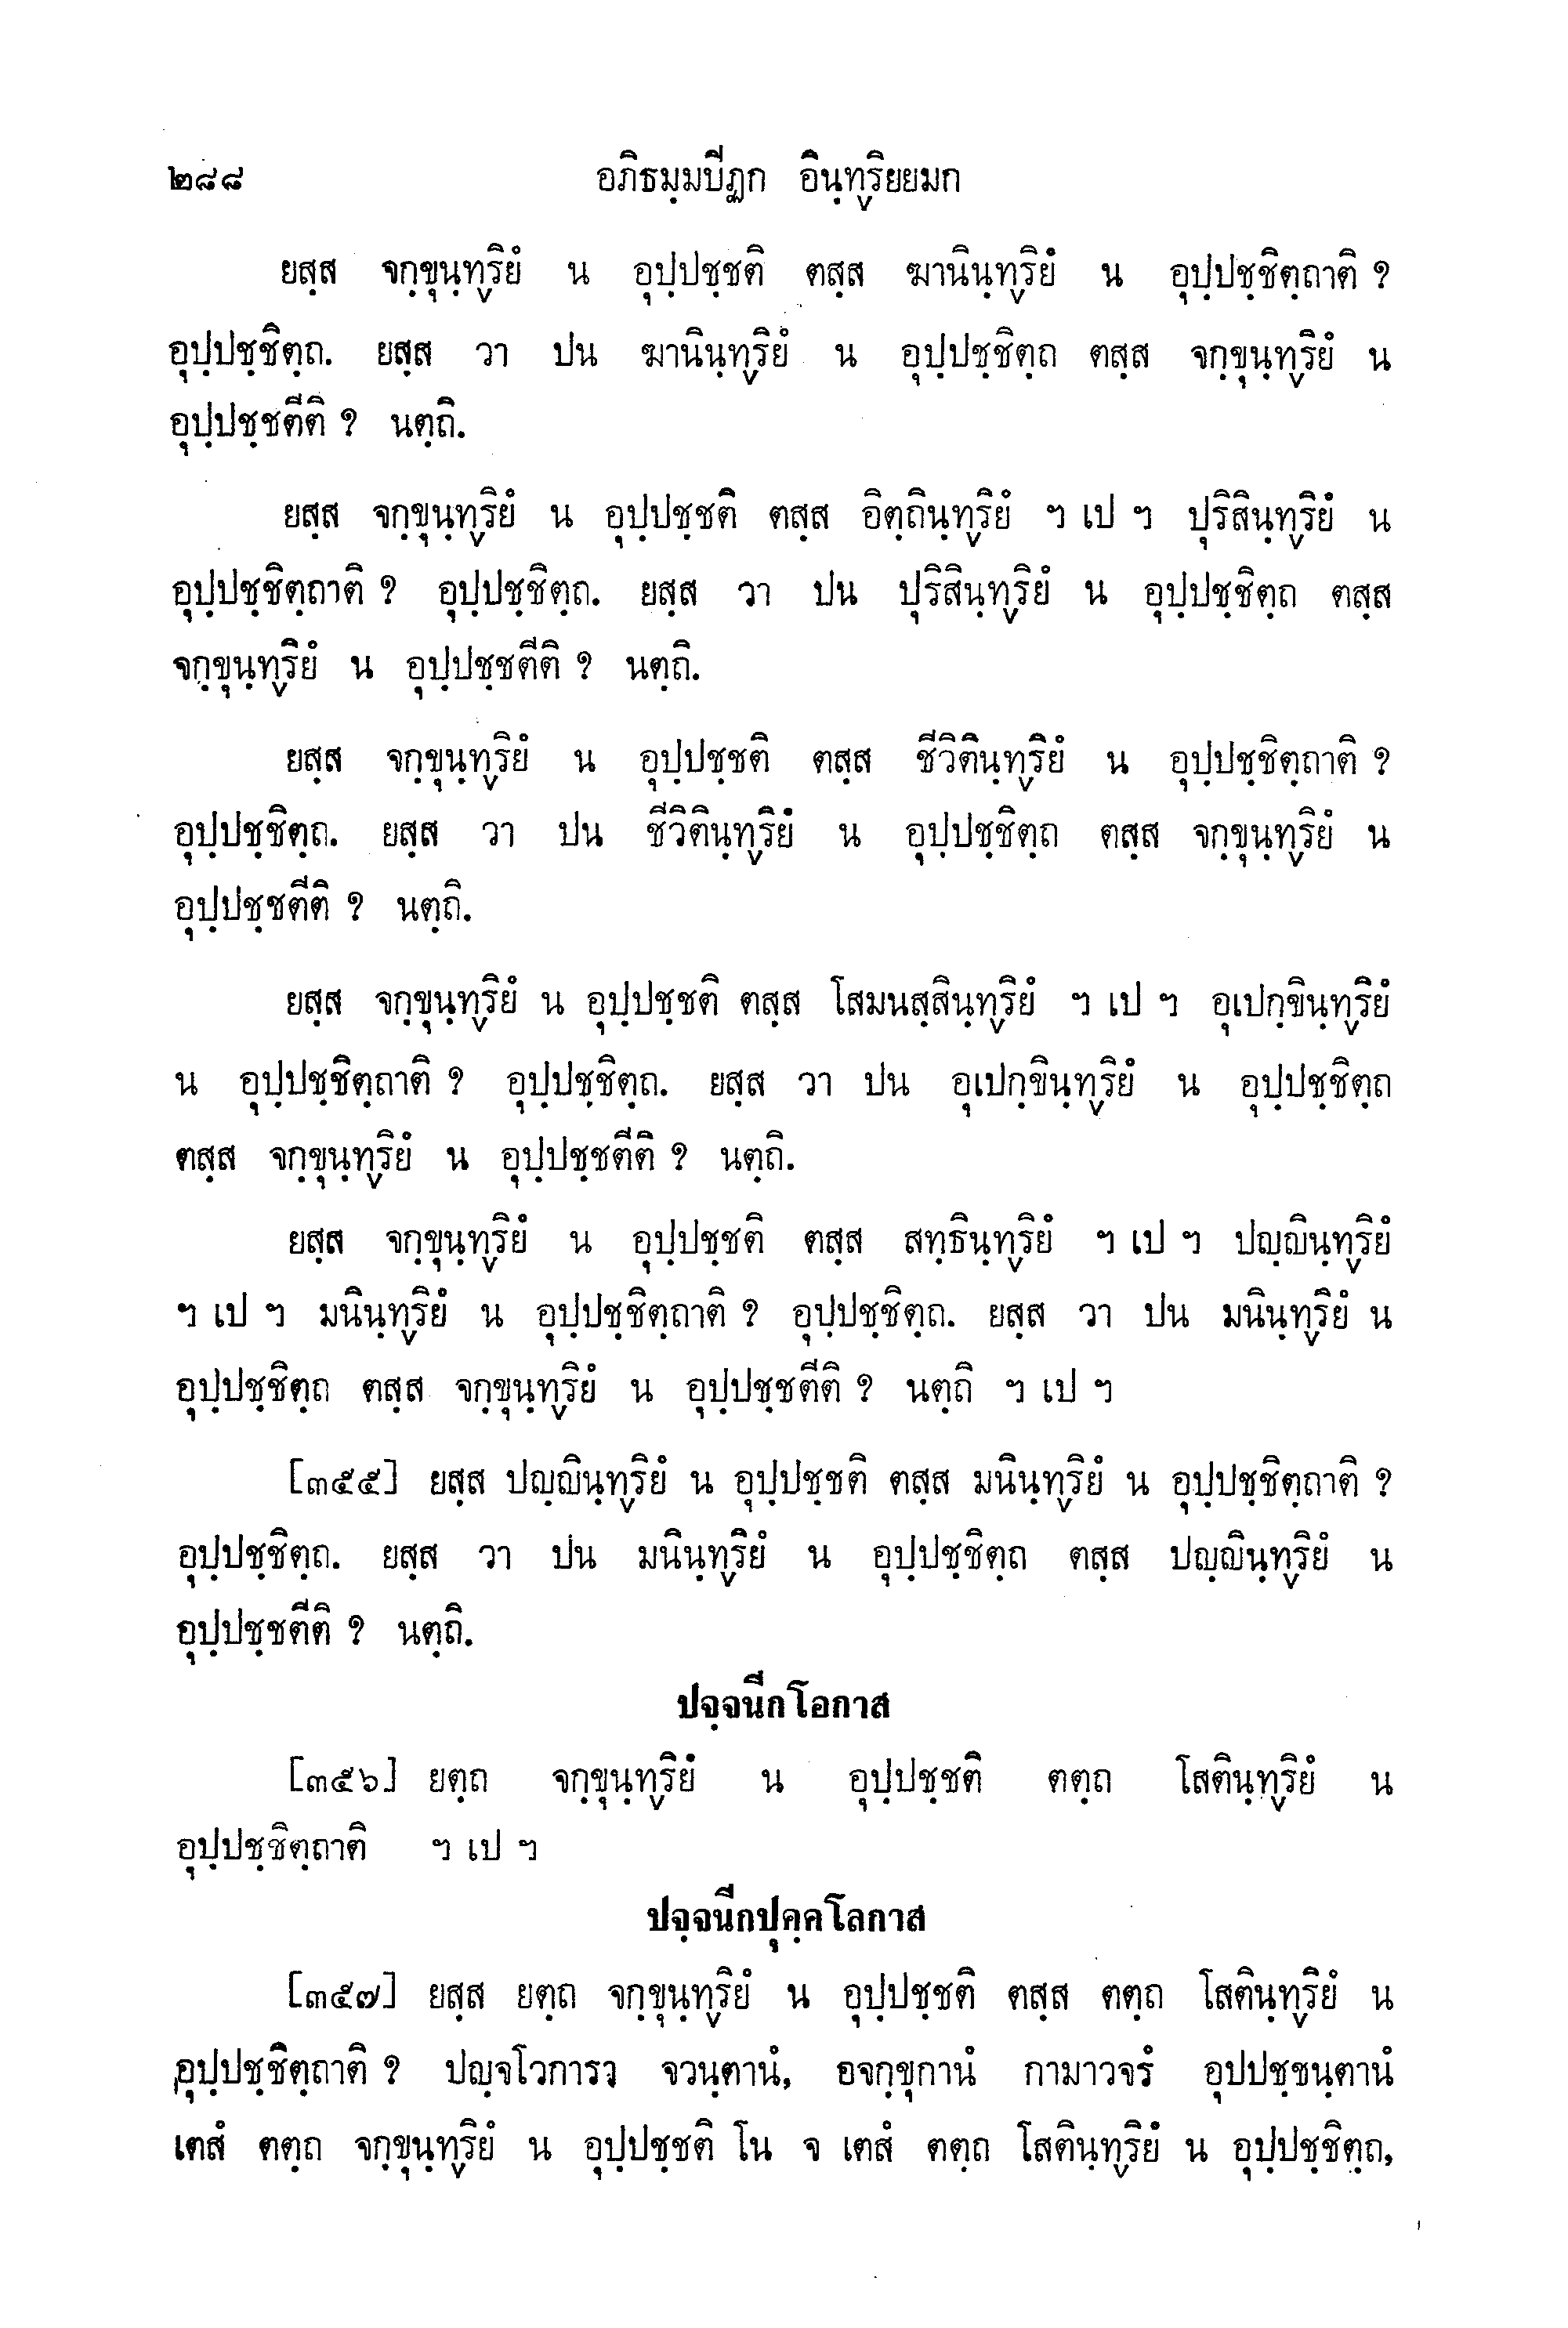 ๒๘๘ อภิธมฺมปีฏก อินฺทฺริยยมก
ยสฺส จกฺขุนฺทฺริยํ น อุปฺปชฺชติ ตสฺส ฆานินฺทฺริยํ น อุปฺปชฺชิตฺถาติ ?
อุปฺปชฺชิตฺถ. ยสฺส วา ปน ฆานินฺทฺริยํ น อุปฺปชฺชิตฺถ ตสฺส จกฺขุนฺทฺริยํ น
อุปฺปชฺชตีติ ? นตฺถิ.
ยสฺส จกฺขุนฺทฺริยํ น อุปฺปชฺชติ ตสฺส อิตฺถินฺทฺริยํ ฯ เป ฯ ปุริสินฺทฺริยํ น
อุปฺปชฺชิตฺถาติ ? อุปฺปชฺชิตฺถ. ยสฺส วา ปน ปุริสินฺทฺริยํ น อุปฺปชฺชิตฺถ ตสฺส
จกฺขุนฺทฺริยํ น อุปฺปชฺชตีติ ? นตฺถิ.
ยสฺส จกฺขุนฺทฺริยํ น อุปฺปชฺชติ ตสฺส ชีวิตินฺทฺริยํ น อุปฺปชฺชิตฺถาติ ?
อุปฺปชฺชิตฺถ. ยสฺส วา ปน ชีวิตินฺทฺริยํ น อุปฺปชฺชิตฺถ ตสฺส จกฺขุนฺทฺริยํ น
อุปฺปชฺชตีติ ? นตฺถิ.
ยสฺส จกฺขุนฺทฺริยํ น อุปฺปชฺชติ ตสฺส โสมนสฺสินฺทฺริยํ ฯ เป ฯ อุเปกฺขินฺทฺริยํ
น อุปฺปชฺชิตฺถาติ ? อุปฺปชฺชิตฺถ. ยสฺส วา ปน อุเปกฺขินฺทฺริยํ น อุปฺปชฺชิตฺถ
ตสฺส จกฺขุนฺทฺริยํ น อุปฺปชฺชตีติ ? นตฺถิ.
ยสฺส จกฺขุนฺทฺริยํ น อุปฺปชฺชติ ตสฺส สทฺธินฺทฺริยํ ฯ เป ฯ ปญฺญินฺทฺริยํ
ฯ เป ฯ มนินฺทฺริยํ น อุปฺปชฺชิตฺถาติ ? อุปฺปชฺชิตฺถ. ยสฺส วา ปน มนินฺทฺริยํ น
อุปฺปชฺชิตฺถ ตสฺส จกฺขุนฺทฺริยํ น อุปฺปชฺชตีติ ? นตฺถิ ฯ เป ฯ
[๓๕๕] ยสฺส ปญฺญินฺทฺริยํ น อุปฺปชฺชติ ตสฺส มนินฺทฺริยํ น อุปฺปชฺชิตฺถาติ ?
อุปฺปชฺชิตฺถ. ยสฺส วา ปน มนินฺทฺริยํ น อุปฺปชฺชิตฺถ ตสฺส ปญฺญินฺทฺริยํ น
อุปฺปชฺชตีติ ? นตฺถิ.
ปจฺจนีกโอกาส
[๓๕๖] ยตฺถ จกฺขุนฺทฺริยํ น อุปฺปชฺชติ ตตฺถ โสตินฺทฺริยํ น
อุปฺปชฺชิตฺถาติ ฯ เป ฯ
ปจฺจนีกปุคฺคโลกาส
[๓๕๗] ยสฺส ยตฺถ จกฺขุนฺทฺริยํ น อุปฺปชฺชติ ตสฺส ตตฺถ โสตินฺทฺริยํ น
อุปฺปชฺชิตฺถาติ ? ปญฺจโวการา จวนฺตานํ, อจกฺขุกานํ กามาวจรํ อุปปชฺชนฺตานํ
เตสํ ตตฺถ จกฺขุนฺทฺริยํ น อุปฺปชฺชติ โน จ เตสํ ตตฺถ โสตินฺทฺริยํ น อุปฺปชฺชิตฺถ,